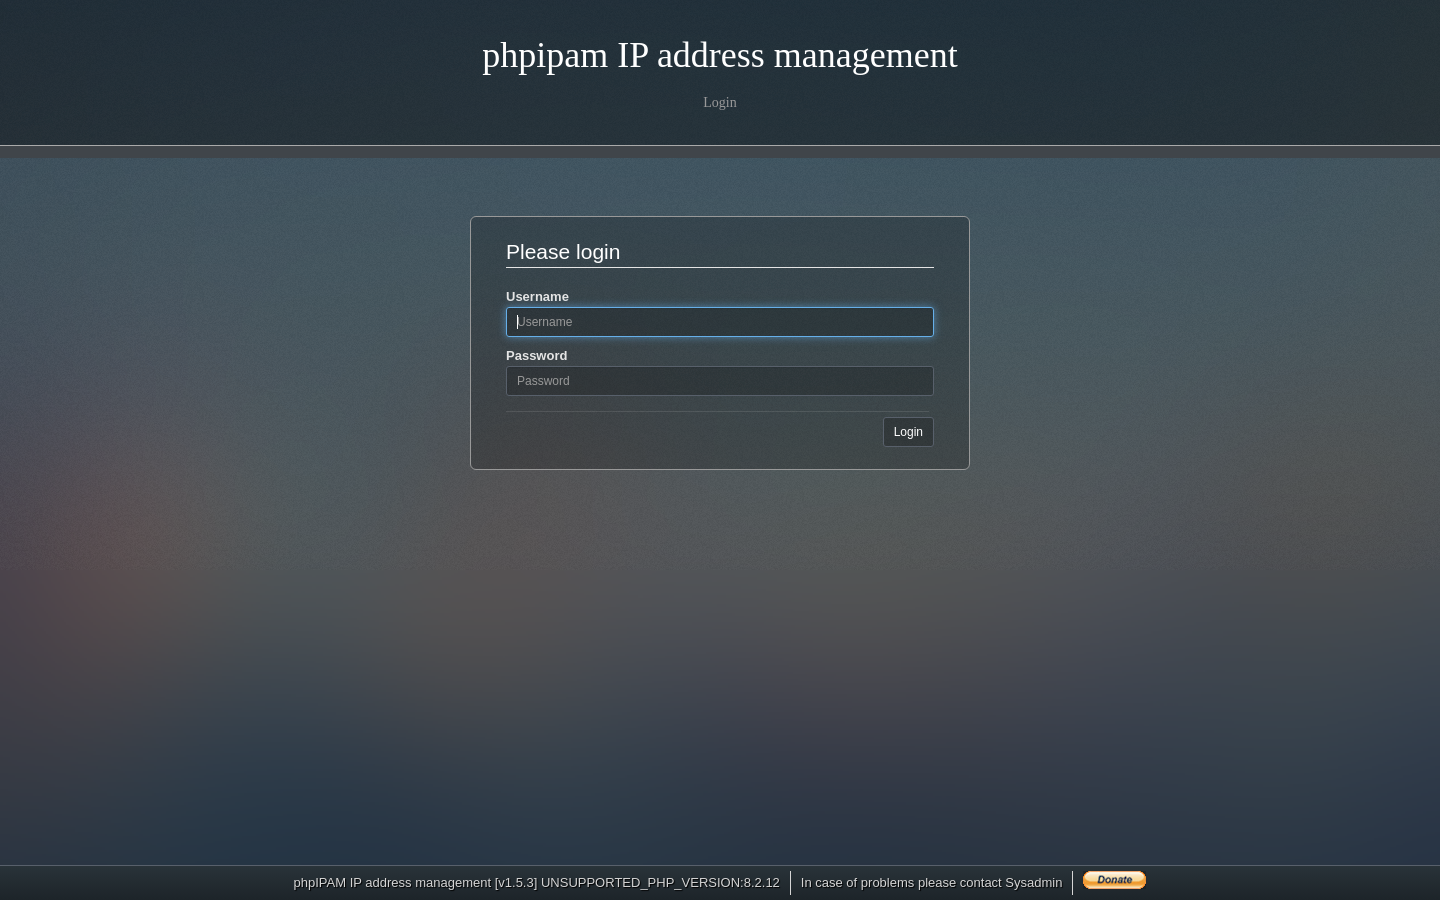 phpipam IP address management
Login
Please login
Username
Username
Password
Password
Login
phpIPAM IP address management [v1.5.3] UNSUPPORTED_PHP_VERSION:8.2.12
In case of problems please contact Sysadmin
Donate